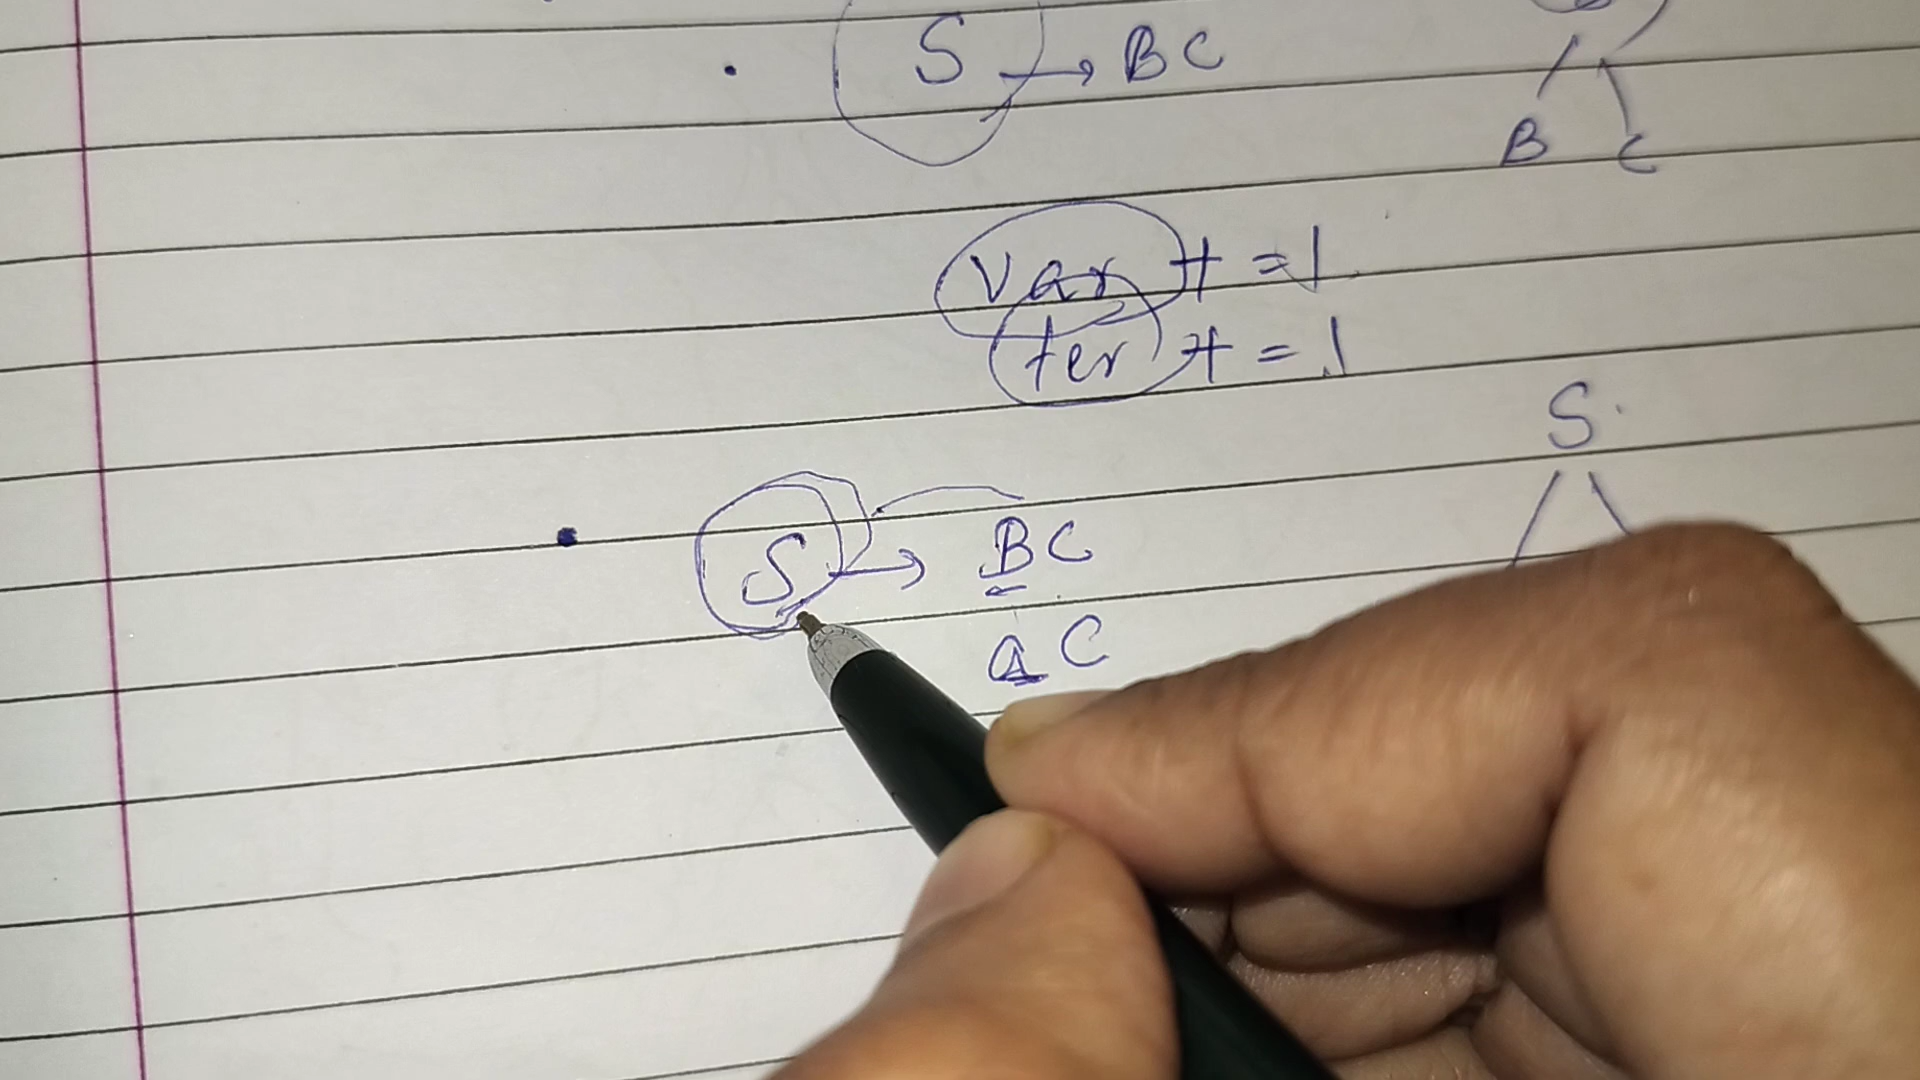 S → BC
B C
var # = 1
ter # = 1
S
S → BC
aC